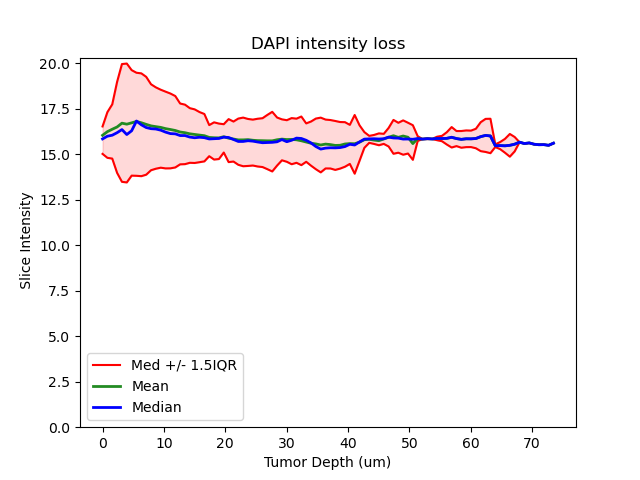 DAPI intensity loss
20.0
17.5
15.0
12.5
10.0
7.5
5.0
2.5
0.0
Slice Intensity
Med +/- 1.5IQR
Mean
Median
0 10 20 30 40 50 60 70
Tumor Depth (um)